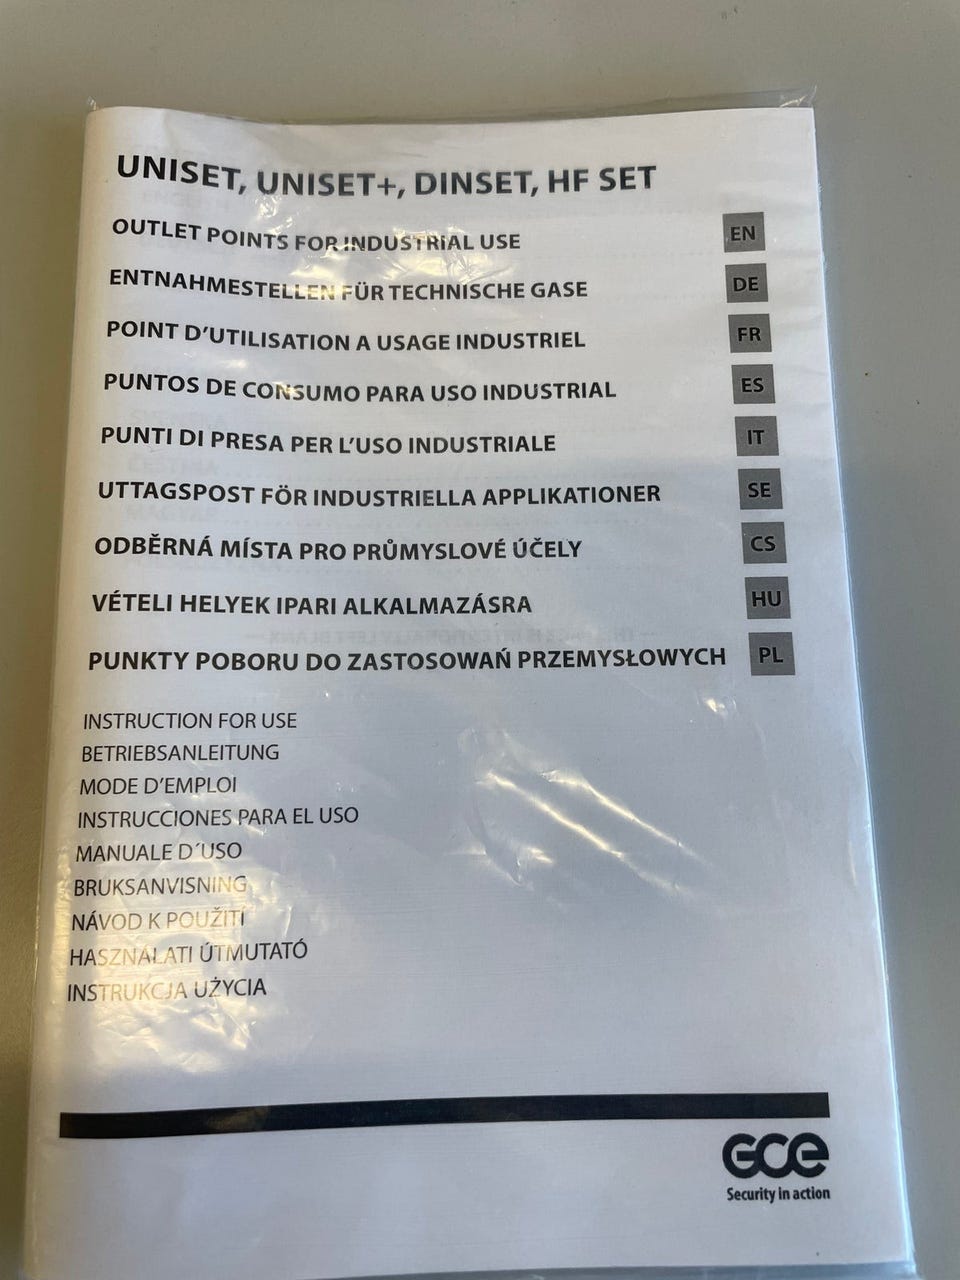 UNISET, UNISET+, DINSET, HF SET
OUTLET POINTS FOR INDUSTRIAL USE EN
ENTNAHMESTELLEN FÜR TECHNISCHE GASE DE
POINT D'UTILISATION A USAGE INDUSTRIEL FR
PUNTOS DE CONSUMO PARA USO INDUSTRIAL ES
PUNTI DI PRESA PER L'USO INDUSTRIALE IT
UTTAGSPOST FÖR INDUSTRIELLA APPLIKATIONER SE
ODBĚRNÁ MÍSTA PRO PRŮMYSLOVÉ ÚČELY CS
VÉTELI HELYEK IPARI ALKALMAZÁSRA HU
PUNKTY POBORU DO ZASTOSOWAŃ PRZEMYSŁOWYCH PL
INSTRUCTION FOR USE
BETRIEBSANLEITUNG
MODE D'EMPLOI
INSTRUCCIONES PARA EL USO
MANUALE D´USO
BRUKSANVISNING
NÁVOD K POUŽITÍ
HASZNÁLATI ÚTMUTATÓ
INSTRUKCJA UŻYCIA
GCE
Security in action